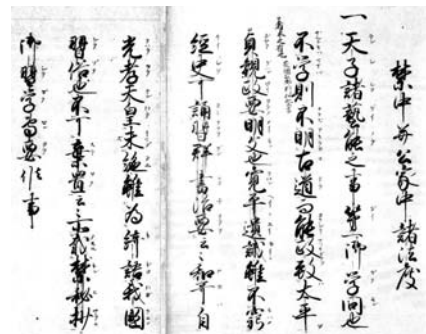 禁中并公家中諸法度
一天子諸藝能之事第一御学问也
不学則不明古道而能政致太平
貞観政要明文也寛平遺誡雖不窮
経史可誦習群書治要云々和哥自
光孝天皇未絶雖為綺語我國
習俗也不可棄置云々所載禁秘抄
御習学専要候事